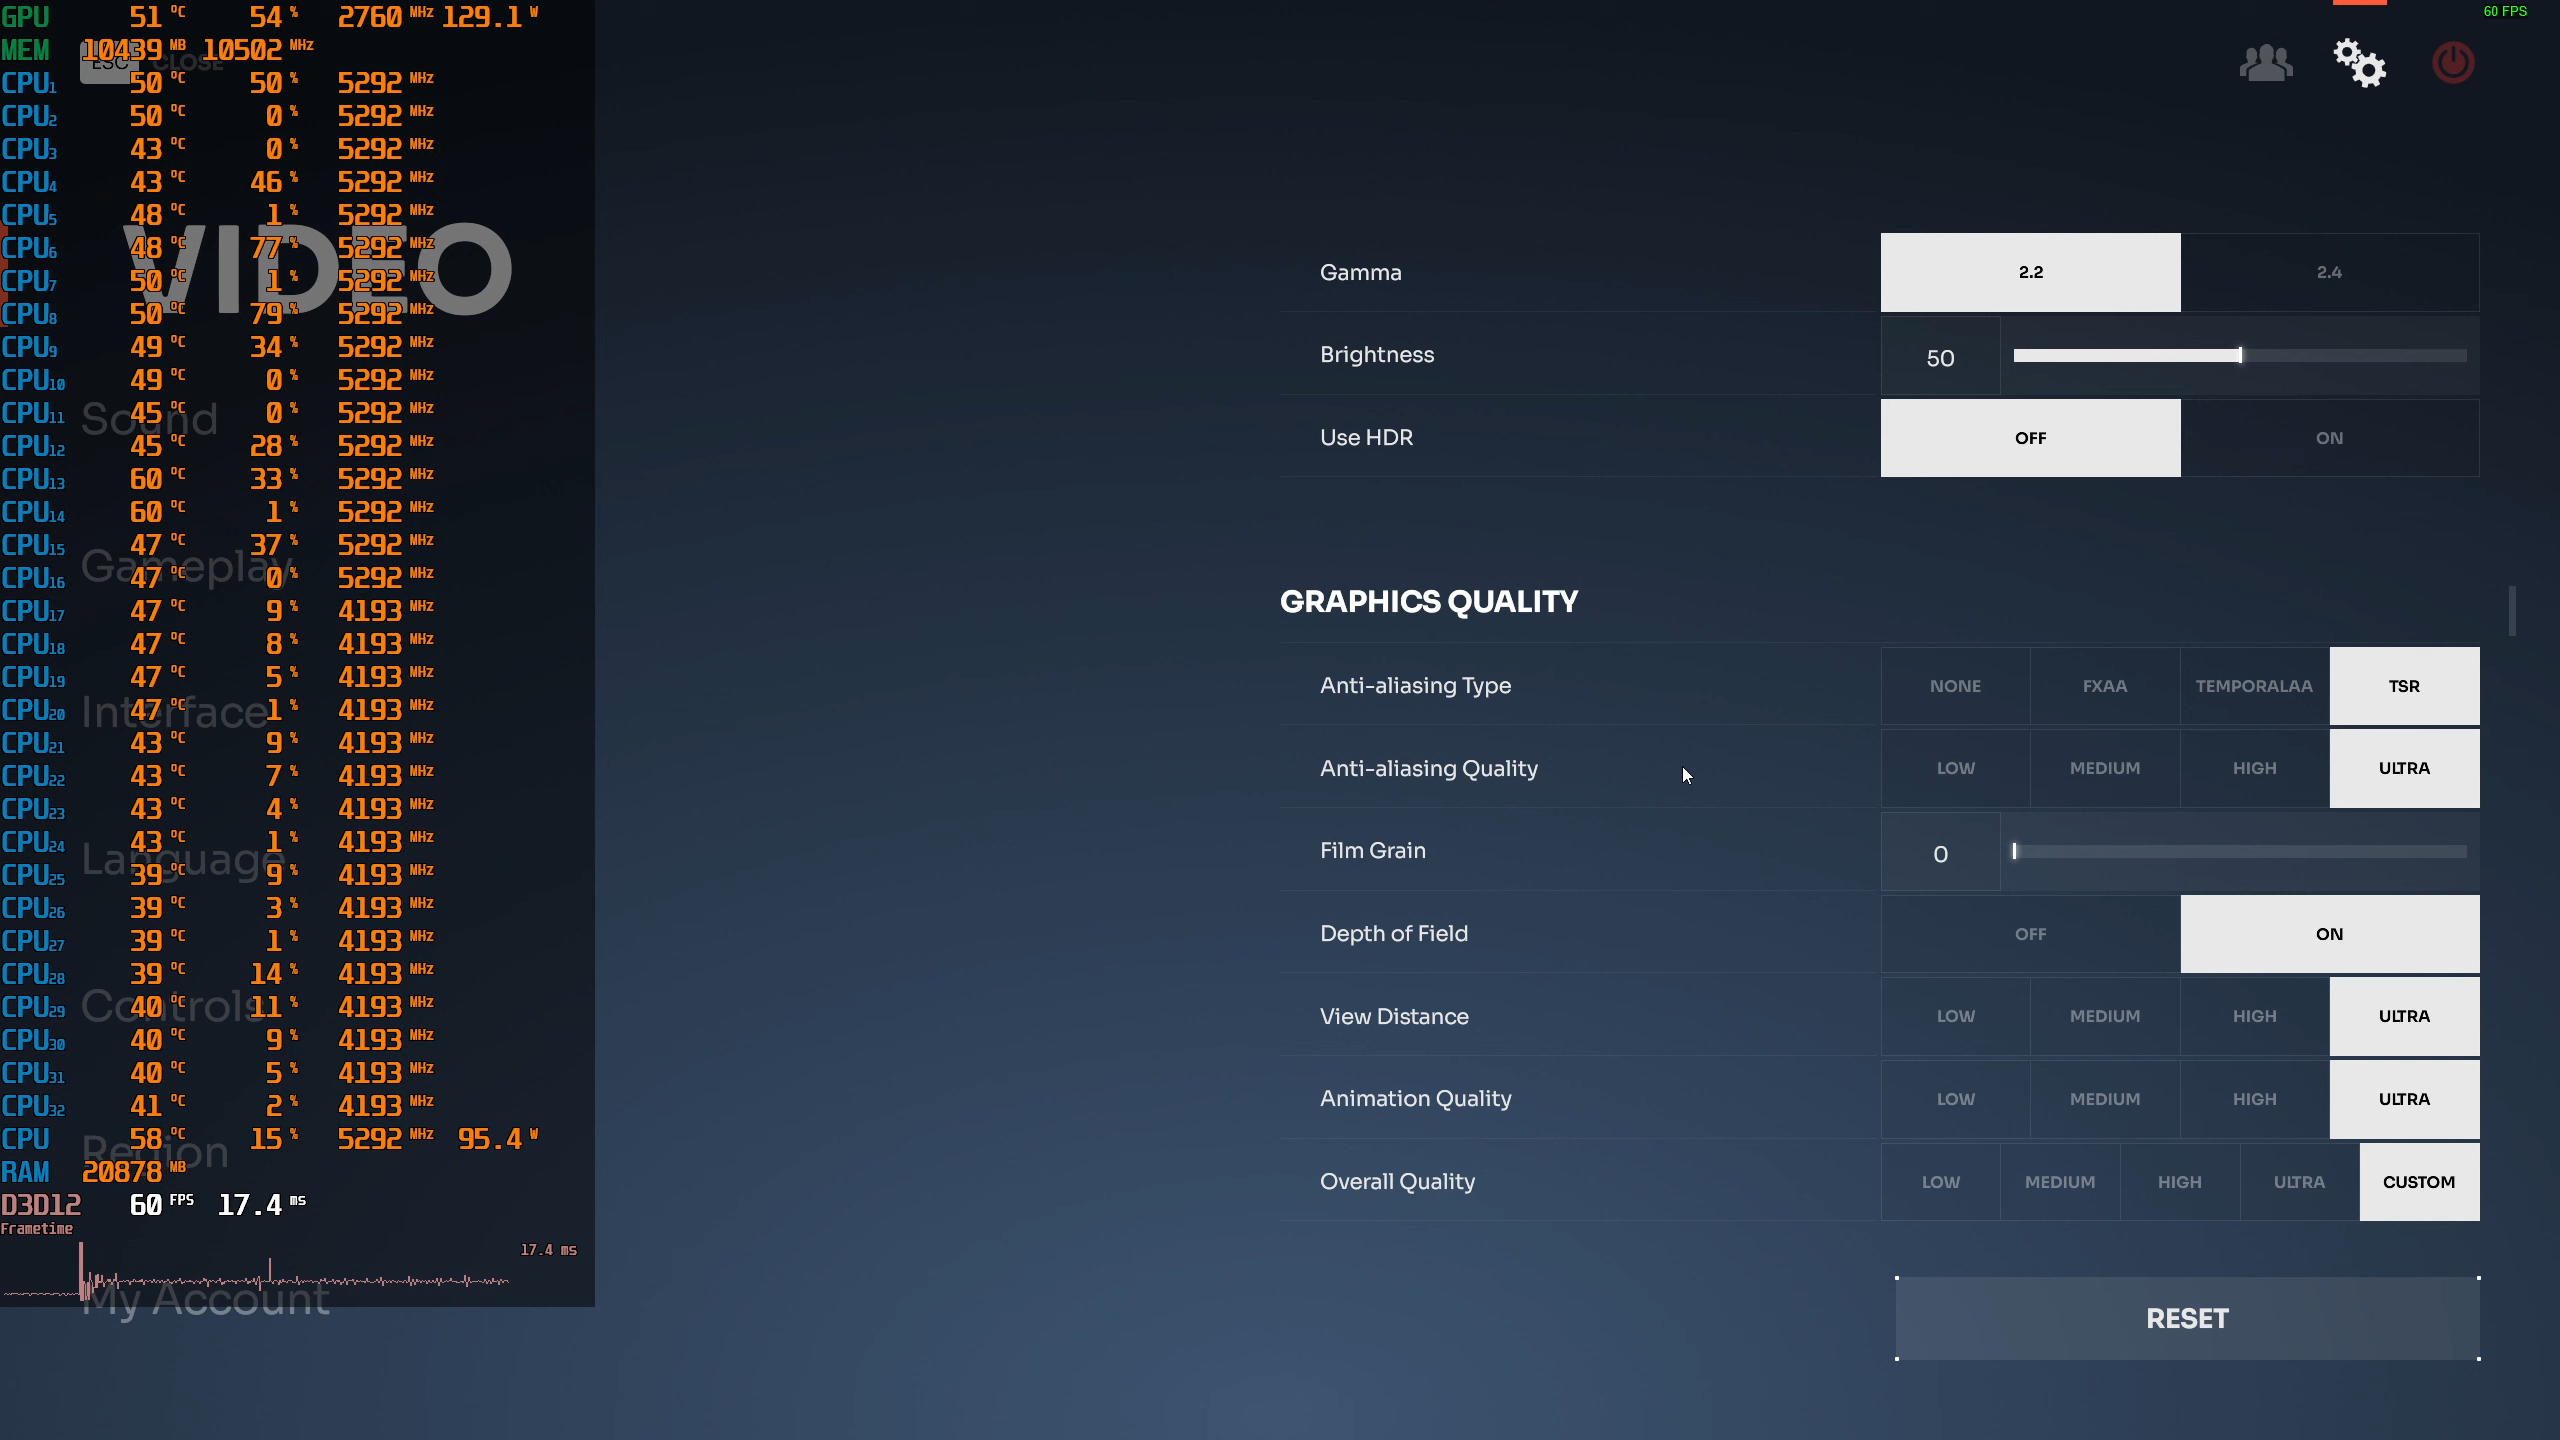 GPU 51 °C 54 % 2760 MHz 129.1 W
MEM 10439 MB 10502 MHz
ESC CLOSE
CPU1 50 °C 50 % 5292 MHz
CPU2 50 °C 0 % 5292 MHz
CPU3 43 °C 0 % 5292 MHz
CPU4 43 °C 46 % 5292 MHz
CPU5 48 °C 1 % 5292 MHz
CPU6 48 °C 77 % 5292 MHz
CPU7 50 °C 1 % 5292 MHz
CPU8 50 °C 79 % 5292 MHz
CPU9 49 °C 34 % 5292 MHz
CPU10 49 °C 0 % 5292 MHz
CPU11 45 °C 0 % 5292 MHz
CPU12 45 °C 28 % 5292 MHz
CPU13 60 °C 33 % 5292 MHz
CPU14 60 °C 1 % 5292 MHz
CPU15 47 °C 37 % 5292 MHz
CPU16 47 °C 0 % 5292 MHz
CPU17 47 °C 9 % 4193 MHz
CPU18 47 °C 8 % 4193 MHz
CPU19 47 °C 5 % 4193 MHz
CPU20 47 °C 1 % 4193 MHz
CPU21 43 °C 9 % 4193 MHz
CPU22 43 °C 7 % 4193 MHz
CPU23 43 °C 4 % 4193 MHz
CPU24 43 °C 1 % 4193 MHz
CPU25 39 °C 9 % 4193 MHz
CPU26 39 °C 3 % 4193 MHz
CPU27 39 °C 1 % 4193 MHz
CPU28 39 °C 14 % 4193 MHz
CPU29 40 °C 11 % 4193 MHz
CPU30 40 °C 9 % 4193 MHz
CPU31 40 °C 5 % 4193 MHz
CPU32 41 °C 2 % 4193 MHz
CPU 58 °C 15 % 5292 MHz 95.4 W
RAM 20878 MB
D3D12 60 FPS 17.4 ms
Frametime
17.4 ms
VIDEO
Sound
Gameplay
Interface
Language
Controls
Region
My Account
60 FPS
Gamma 2.2 2.4
Brightness 50
Use HDR OFF ON
GRAPHICS QUALITY
Anti-aliasing Type NONE FXAA TEMPORALAA TSR
Anti-aliasing Quality LOW MEDIUM HIGH ULTRA
Film Grain 0
Depth of Field OFF ON
View Distance LOW MEDIUM HIGH ULTRA
Animation Quality LOW MEDIUM HIGH ULTRA
Overall Quality LOW MEDIUM HIGH ULTRA CUSTOM
RESET